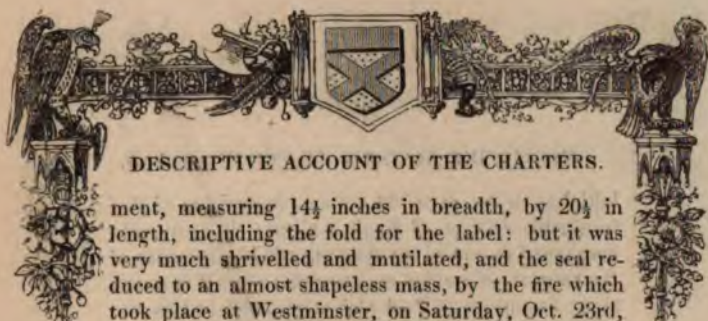 DESCRIPTIVE ACCOUNT OF THE CHARTERS.
ment, measuring 14½ inches in breadth, by 20½ in
length, including the fold for the label: but it was
very much shrivelled and mutilated, and the seal re-
duced to an almost shapeless mass, by the fire which
took place at Westminster, on Saturday, Oct. 23rd,